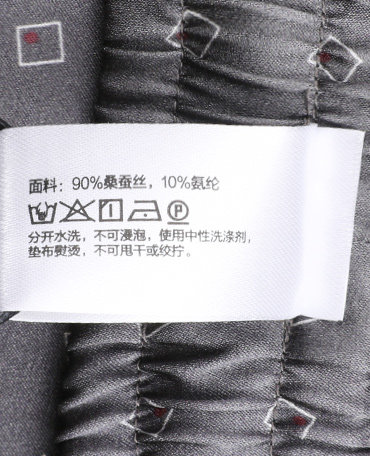 面料：90%桑蚕丝，10%氨纶
分开水洗，不可浸泡，使用中性洗涤剂，
垫布熨烫，不可甩干或绞拧。